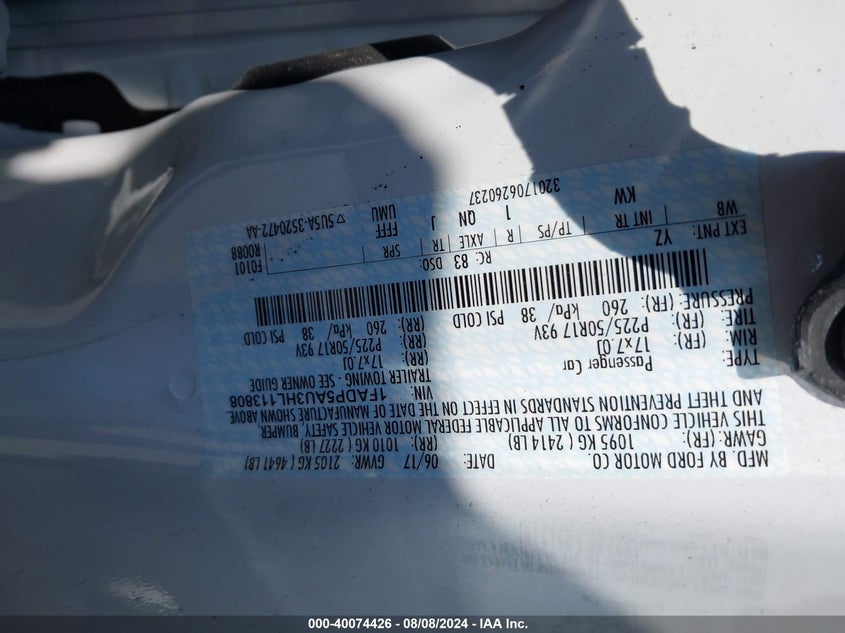 MFD. BY FORD MOTOR CO.
DATE: 06/17 GVWR: 2105 KG ( 4641 LB)
GAWR: (FR): 1095 KG ( 2414 LB) (RR): 1010 KG ( 2227 LB)
THIS VEHICLE CONFORMS TO ALL APPLICABLE FEDERAL MOTOR VEHICLE SAFETY, BUMPER,
AND THEFT PREVENTION STANDARDS IN EFFECT ON THE DATE OF MANUFACTURE SHOWN ABOVE
VIN: 1FADP5AU3HL113808
TYPE: Passenger Car TRAILER TOWING - SEE OWNER GUIDE
RIM: (FR): 17x7.0J (RR): 17x7.0J
TIRE: (FR): P225/50R17 93V (RR): P225/50R17 93V
PRESSURE: (FR): 260 kPa/ 38 PSI COLD (RR): 260 kPa/ 38 PSI COLD
F0101
R0088
EXT PNT: YZ RC: 83 DSO:
WB INT TR TP/PS R AXLE TR SPR
KW 1 QN J FFF UMU
3201706260237 ▽5U5A-3520472-AA
000-40074426 - 08/08/2024 - IAA Inc.